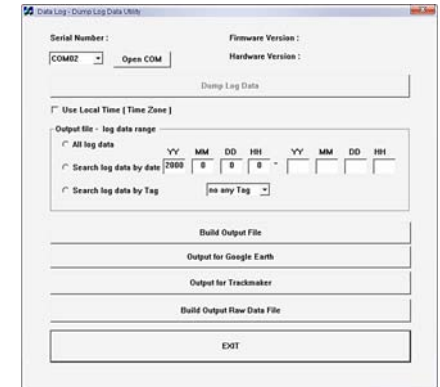 Data Log - Dump Log Data Utility
Serial Number : Firmware Version :
COM02 Open COM Hardware Version :
Dump Log Data
Use Local Time [ Time Zone ]
Output file - log data range
All log data
YY MM DD HH YY MM DD HH
Search log data by date 2000 0 0 0 -
Search log data by Tag no any Tag
Build Output File
Output for Google Earth
Output for Trackmaker
Build Output Raw Data File
EXIT